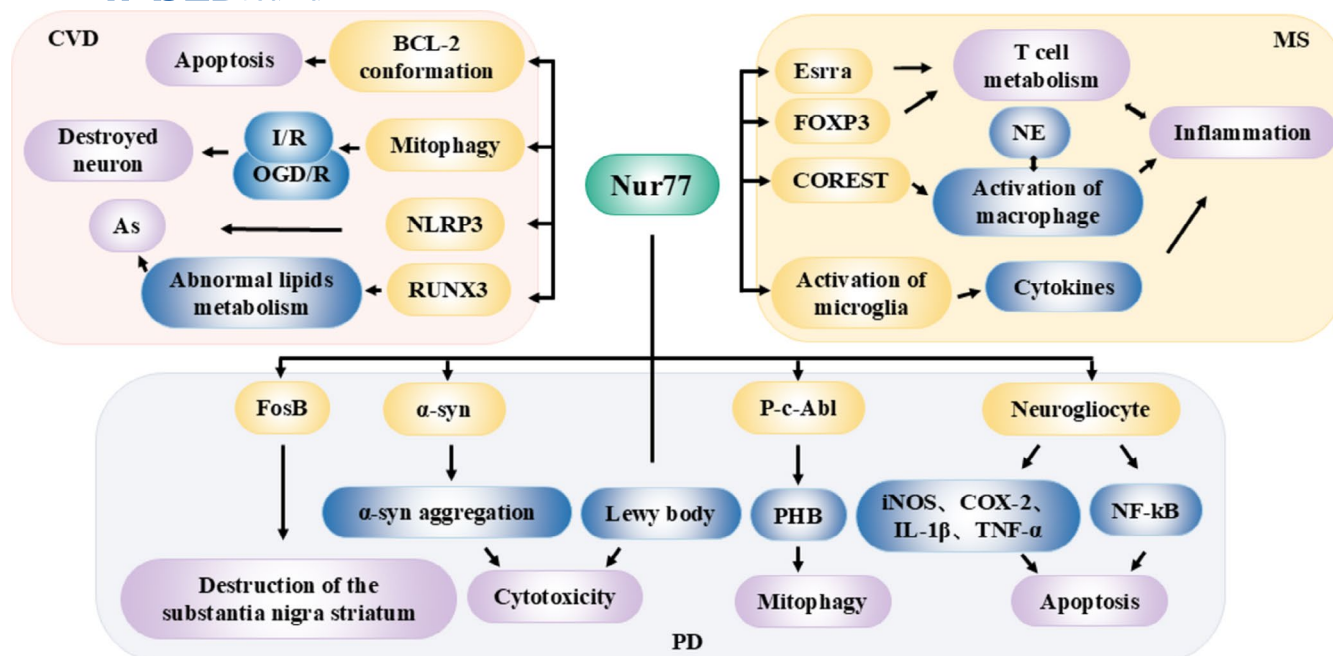 CVD
BCL-2
conformation
Apoptosis
Mitophagy
I/R
OGD/R
Destroyed
neuron
NLRP3
As
RUNX3
Abnormal lipids
metabolism
Nur77
MS
Esrra
FOXP3
COREST
Activation of
microglia
T cell
metabolism
NE
Activation of
macrophage
Cytokines
Inflammation
FosB
α-syn
P-c-Abl
Neurogliocyte
α-syn aggregation
Lewy body
PHB
iNOS、COX-2、
IL-1β、TNF-α
NF-kB
Destruction of the
substantia nigra striatum
Cytotoxicity
Mitophagy
Apoptosis
PD